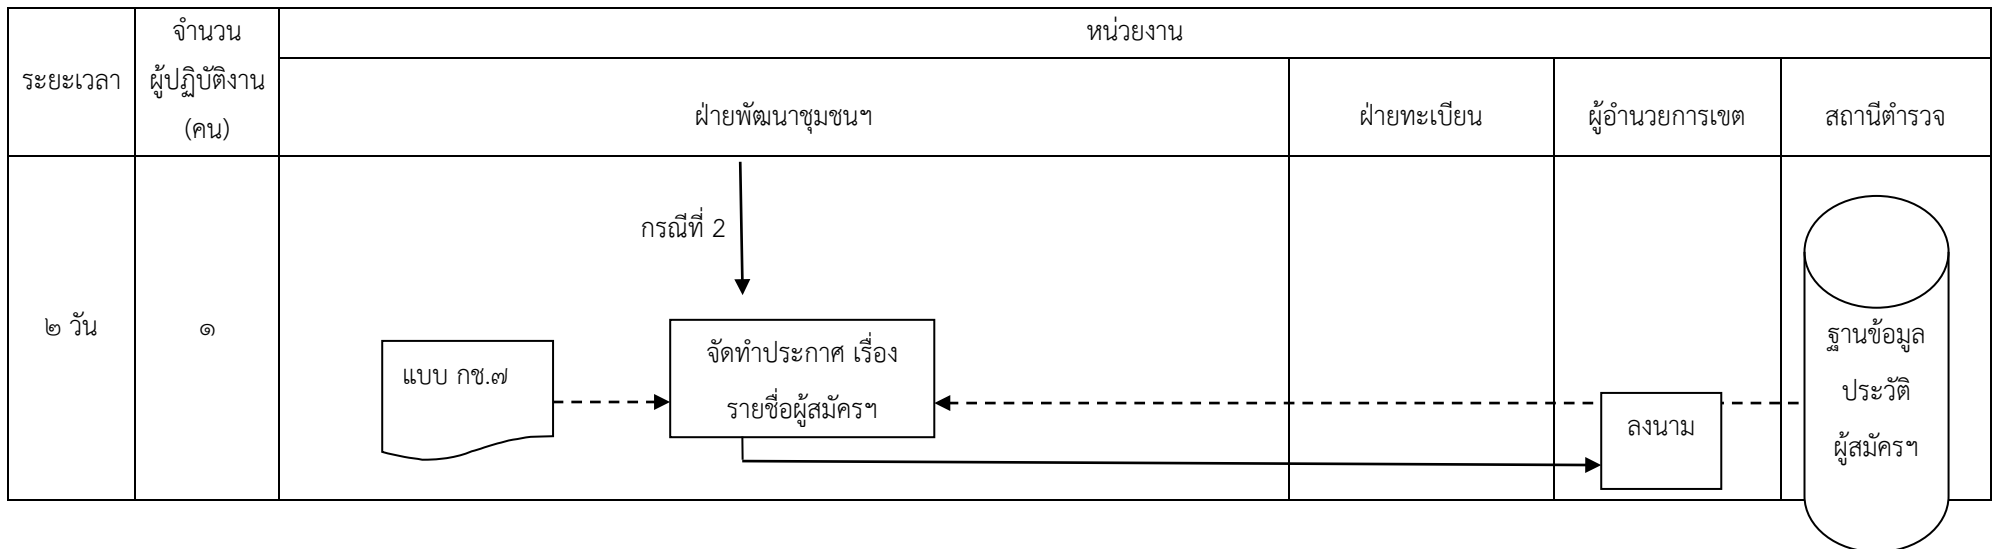 ระยะเวลา
จำนวน
ผู้ปฏิบัติงาน
(คน)
หน่วยงาน
ฝ่ายพัฒนาชุมชนฯ
ฝ่ายทะเบียน
ผู้อำนวยการเขต
สถานีตำรวจ
๒ วัน
๑
กรณีที่ 2
แบบ กช.๗
จัดทำประกาศ เรื่อง
รายชื่อผู้สมัครฯ
ลงนาม
ฐานข้อมูล
ประวัติ
ผู้สมัครฯ